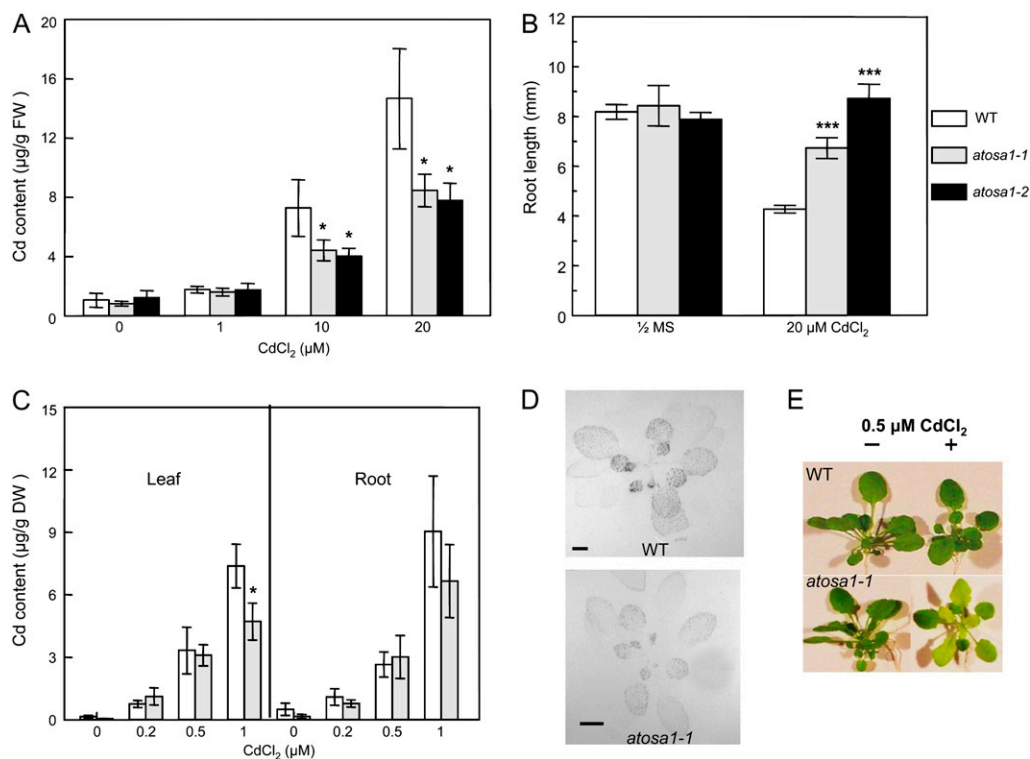 A
Cd content (µg/g FW)
20
16
12
8
4
0
* *
* *
0 1 10 20
CdCl₂ (µM)
B
Root length (mm)
12
10
8
6
4
2
0
*** ***
½ MS 20 µM CdCl₂
WT
atosa1-1
atosa1-2
C
Cd content (µg/g DW)
15
12
9
6
3
0
Leaf Root
*
0 0.2 0.5 1 0 0.2 0.5 1
CdCl₂ (µM)
D
WT
atosa1-1
E
0.5 µM CdCl₂
− +
WT
atosa1-1